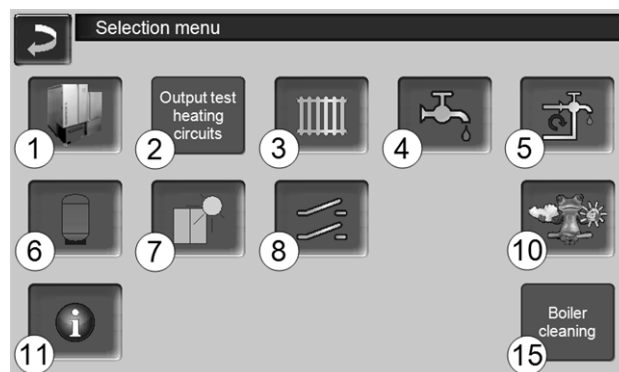 Selection menu
Output test
heating
circuits
1
2
3
4
5
6
7
8
10
i
11
Boiler
cleaning
15